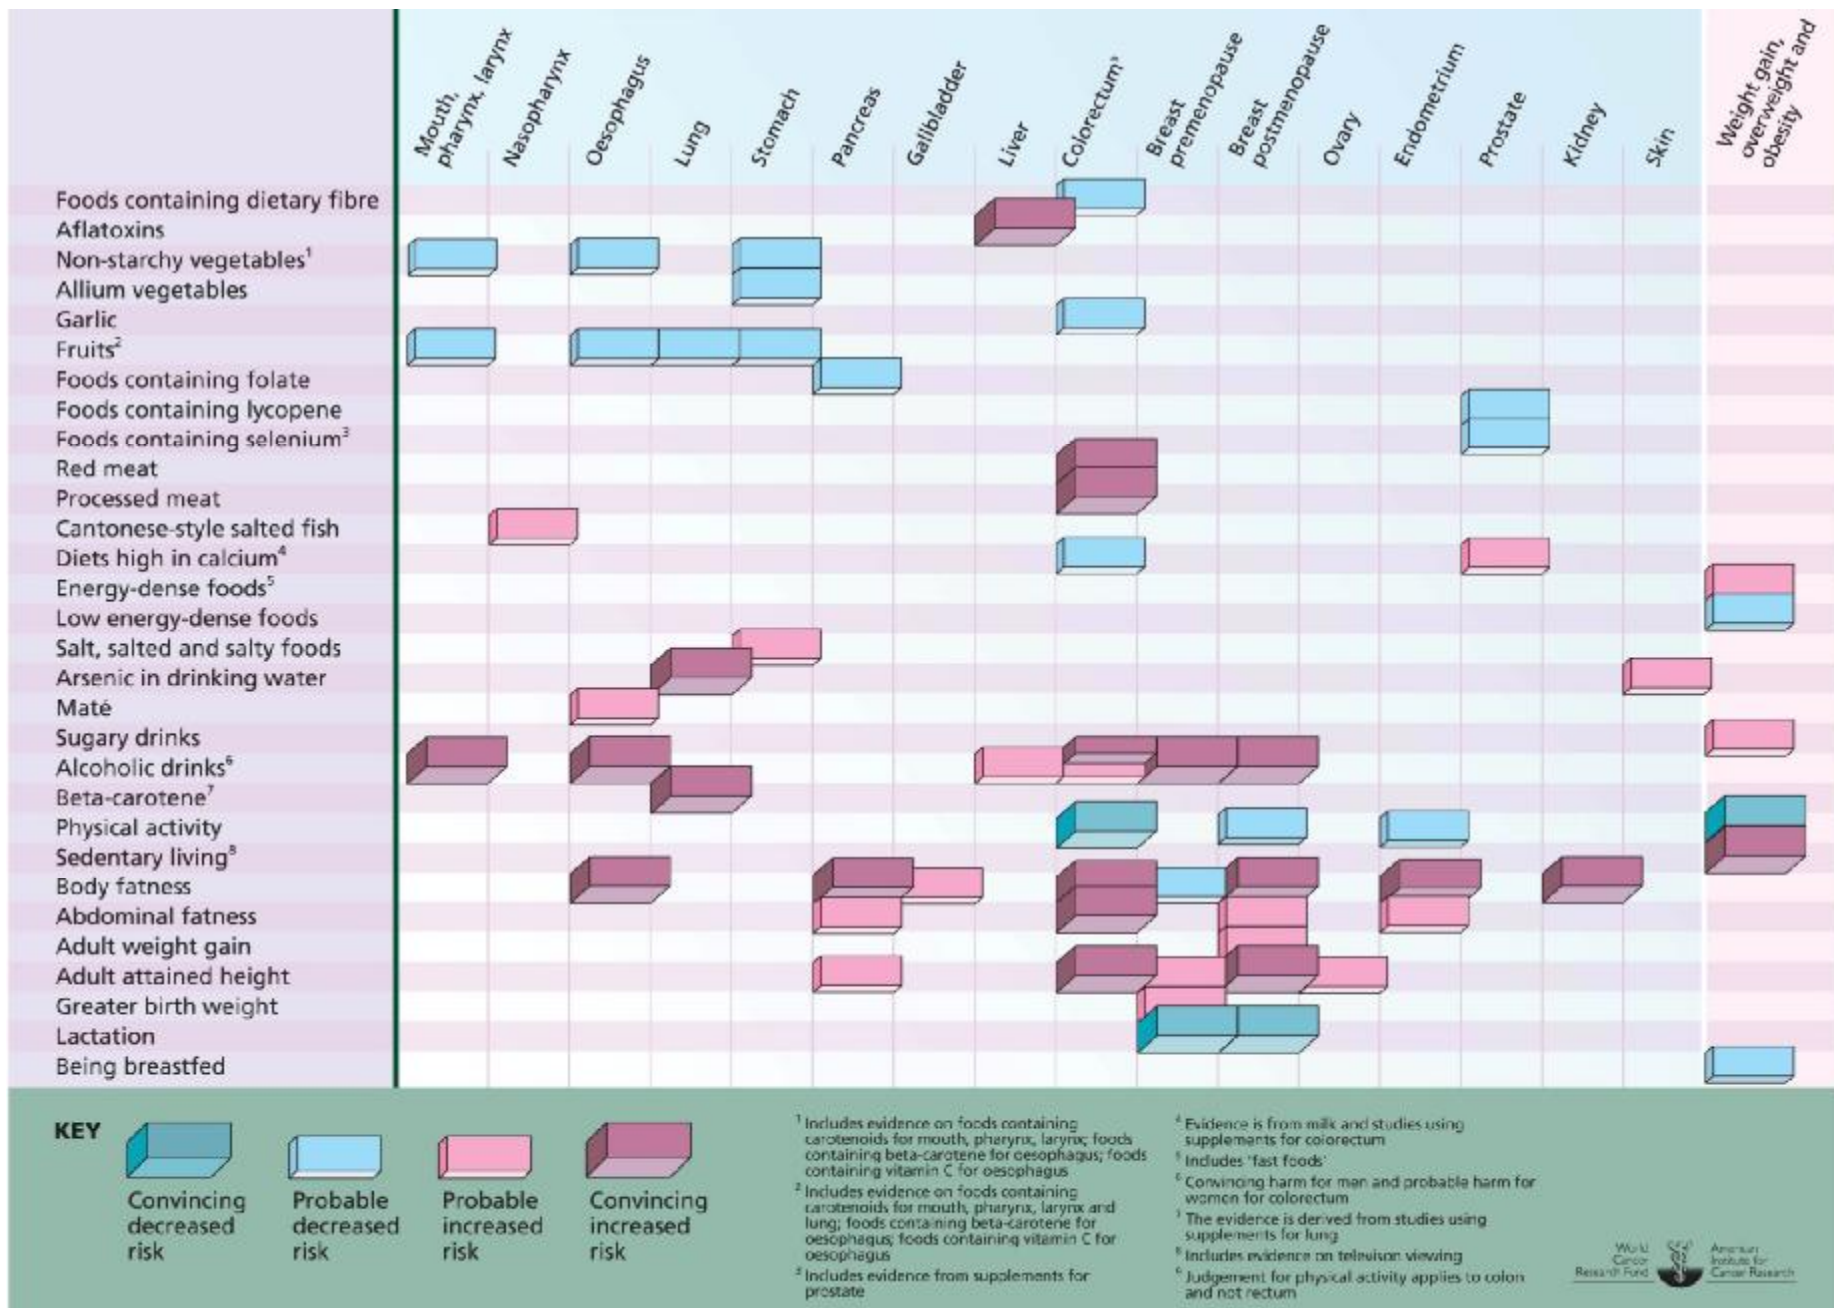 Mouth,
pharynx, larynx
Nasopharynx
Oesophagus
Lung
Stomach
Pancreas
Gallbladder
Liver
Colorectum⁹
Breast
premenopause
Breast
postmenopause
Ovary
Endometrium
Prostate
Kidney
Skin
Weight gain,
overweight and
obesity
Foods containing dietary fibre
Aflatoxins
Non-starchy vegetables¹
Allium vegetables
Garlic
Fruits²
Foods containing folate
Foods containing lycopene
Foods containing selenium³
Red meat
Processed meat
Cantonese-style salted fish
Diets high in calcium⁴
Energy-dense foods⁵
Low energy-dense foods
Salt, salted and salty foods
Arsenic in drinking water
Maté
Sugary drinks
Alcoholic drinks⁶
Beta-carotene⁷
Physical activity
Sedentary living⁸
Body fatness
Abdominal fatness
Adult weight gain
Adult attained height
Greater birth weight
Lactation
Being breastfed
KEY
Convincing
decreased
risk
Probable
decreased
risk
Probable
increased
risk
Convincing
increased
risk
¹ Includes evidence on foods containing
carotenoids for mouth, pharynx, larynx; foods
containing beta-carotene for oesophagus; foods
containing vitamin C for oesophagus
² Includes evidence on foods containing
carotenoids for mouth, pharynx, larynx and
lung; foods containing beta-carotene for
oesophagus; foods containing vitamin C for
oesophagus
³ Includes evidence from supplements for
prostate
⁴ Evidence is from milk and studies using
supplements for colorectum
⁵ Includes 'fast foods'
⁶ Convincing harm for men and probable harm for
women for colorectum
⁷ The evidence is derived from studies using
supplements for lung
⁸ Includes evidence on televison viewing
⁹ Judgement for physical activity applies to colon
and not rectum
World
Cancer
Research Fund
American
Institute for
Cancer Research